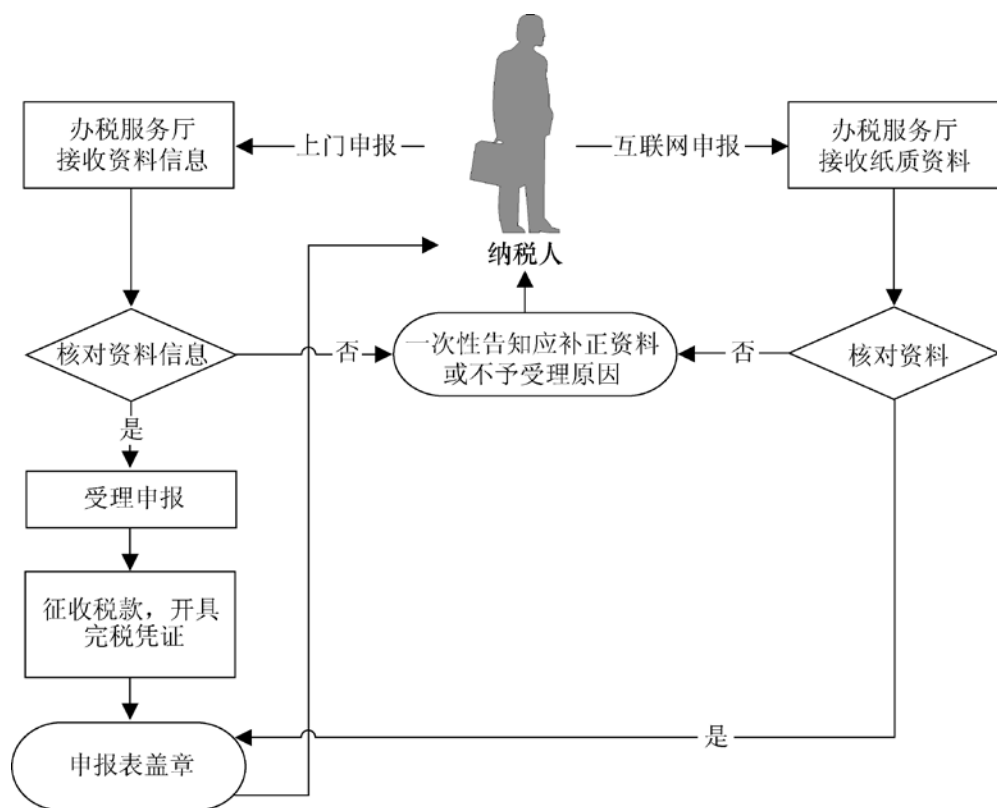 办税服务厅
接收资料信息
上门申报
互联网申报
办税服务厅
接收纸质资料
纳税人
核对资料信息
否
一次性告知应补正资料
或不予受理原因
否
核对资料
是
受理申报
征收税款，开具
完税凭证
是
申报表盖章